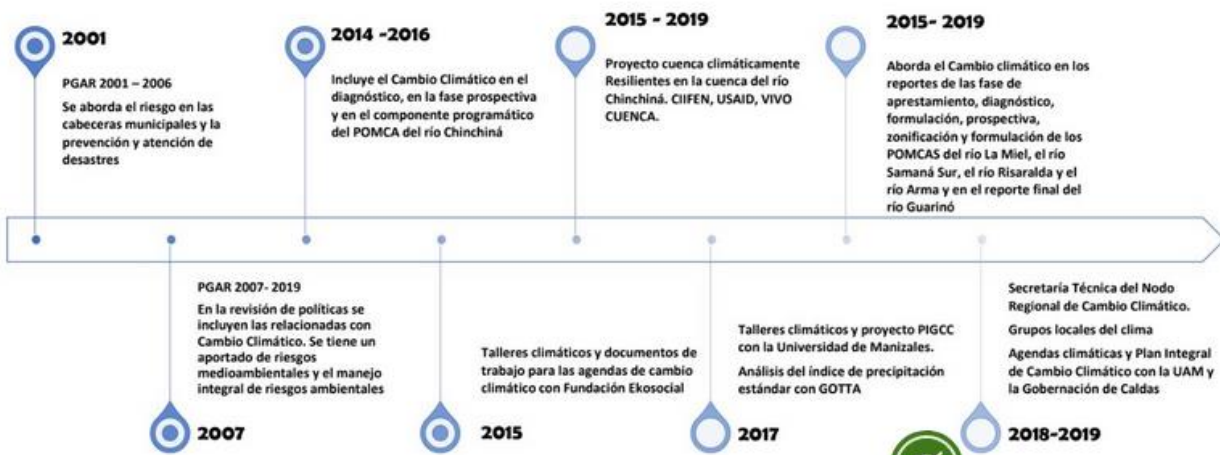 2001
PGAR 2001 – 2006
Se aborda el riesgo en las
cabeceras municipales y la
prevención y atención de
desastres
2014 -2016
Incluye el Cambio Climático en el
diagnóstico, en la fase prospectiva
y en el componente programático
del POMCA del río Chinchiná
2015 - 2019
Proyecto cuenca climáticamente
Resilientes en la cuenca del río
Chinchiná. CIIFEN, USAID, VIVO
CUENCA.
2015- 2019
Aborda el Cambio climático en los
reportes de las fase de
aprestamiento, diagnóstico,
formulación, prospectiva,
zonificación y formulación de los
POMCAS del río La Miel, el río
Samaná Sur, el río Risaralda y el
río Arma y en el reporte final del
río Guarinó
PGAR 2007- 2019
En la revisión de políticas se
incluyen las relacionadas con
Cambio Climático. Se tiene un
aportado de riesgos
medioambientales y el manejo
integral de riesgos ambientales
2007
Talleres climáticos y documentos de
trabajo para las agendas de cambio
climático con Fundación Ekosocial
2015
Talleres climáticos y proyecto PIGCC
con la Universidad de Manizales.
Análisis del índice de precipitación
estándar con GOTTA
2017
Secretaría Técnica del Nodo
Regional de Cambio Climático.
Grupos locales del clima
Agendas climáticas y Plan Integral
de Cambio Climático con la UAM y
la Gobernación de Caldas
2018-2019